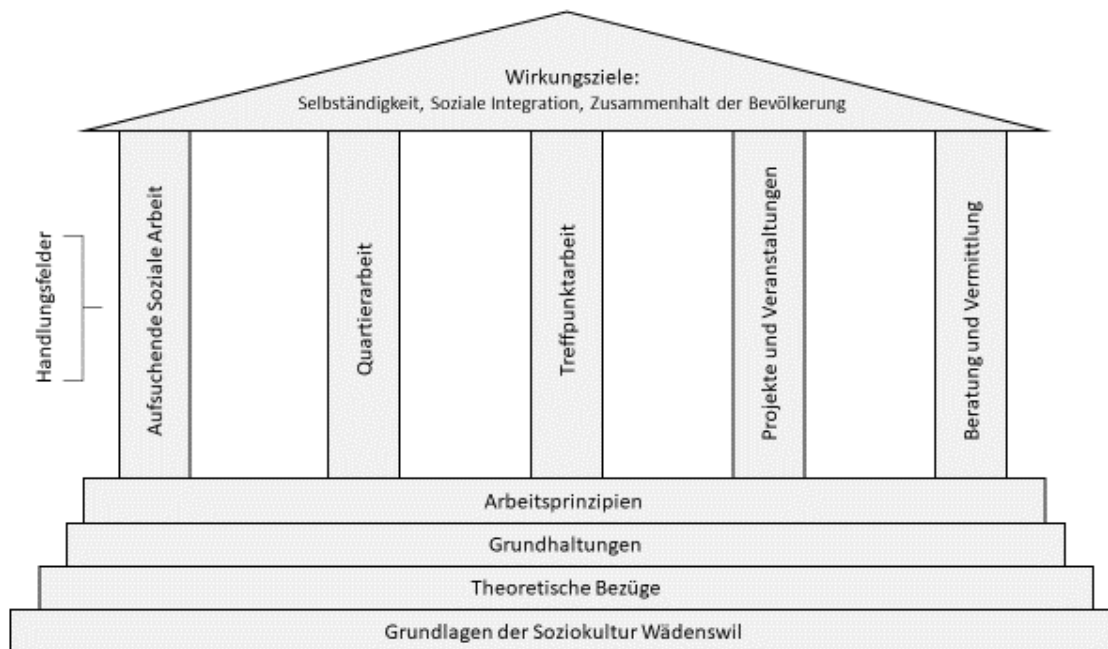 Wirkungsziele:
Selbständigkeit, Soziale Integration, Zusammenhalt der Bevölkerung
Handlungsfelder
Aufsuchende Soziale Arbeit
Quartierarbeit
Treffpunktarbeit
Projekte und Veranstaltungen
Beratung und Vermittlung
Arbeitsprinzipien
Grundhaltungen
Theoretische Bezüge
Grundlagen der Soziokultur Wädenswil